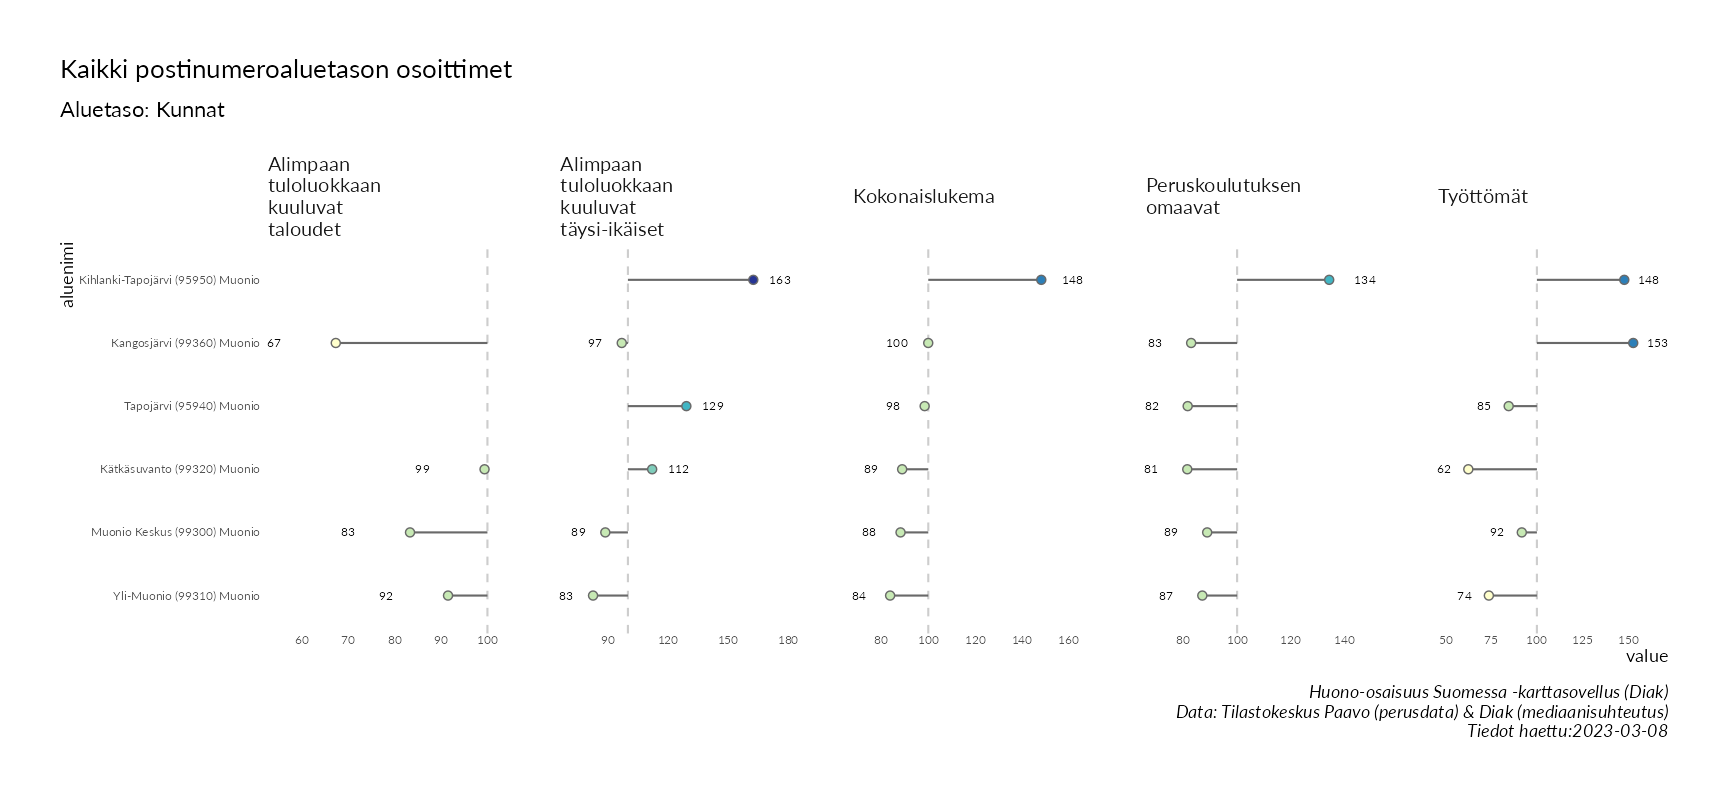 Kaikki postinumeroaluetason osoittimet
Aluetaso: Kunnat
Alimpaan
tuloluokkaan
kuuluvat
taloudet
Alimpaan
tuloluokkaan
kuuluvat
täysi-ikäiset
Kokonaislukema
Peruskoulutuksen
omaavat
Työttömät
aluenimi
Kihlanki-Tapojärvi (95950) Muonio 163 148 134 148
Kangosjärvi (99360) Muonio 67 97 100 83 153
Tapojärvi (95940) Muonio 129 98 82 85
Kätkäsuvanto (99320) Muonio 99 112 89 81 62
Muonio Keskus (99300) Muonio 83 89 88 89 92
Yli-Muonio (99310) Muonio 92 83 84 87 74
60 70 80 90 100 90 120 150 180 80 100 120 140 160 80 100 120 140 50 75 100 125 150
value
Huono-osaisuus Suomessa -karttasovellus (Diak)
Data: Tilastokeskus Paavo (perusdata) & Diak (mediaanisuhteutus)
Tiedot haettu:2023-03-08